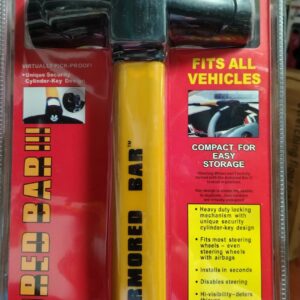 VIRTUALLY PICK-PROOF!
• Unique Security
Cylinder-Key Design
RED BAR!!!
ARMORED BAR™
FITS ALL
VEHICLES
COMPACT FOR
EASY
STORAGE
• Heavy duty locking
mechanism with
unique security
cylinder-key design
• Fits most steering
wheels - even
steering wheels
with airbags
• Installs in seconds
• Disables steering
• Hi-visibility - deters